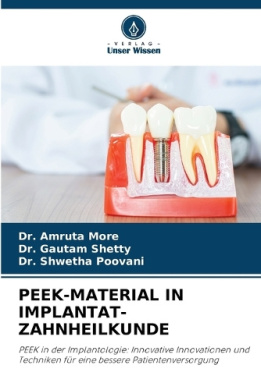 VERLAG
Unser Wissen
Dr. Amruta More
Dr. Gautam Shetty
Dr. Shwetha Poovani
PEEK-MATERIAL IN
IMPLANTAT-
ZAHNHEILKUNDE
PEEK in der Implantologie: Innovative Innovationen und
Techniken für eine bessere Patientenversorgung